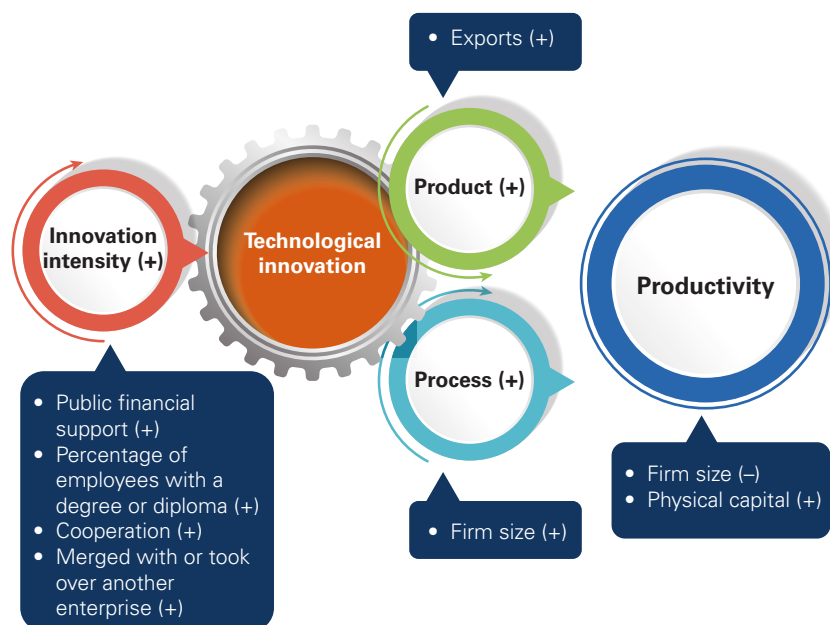 • Exports (+)
Product (+)
Innovation
intensity (+)
Technological
innovation
Productivity
Process (+)
• Public financial
support (+)
• Percentage of
employees with a
degree or diploma (+)
• Cooperation (+)
• Merged with or took
over another
enterprise (+)
• Firm size (+)
• Firm size (–)
• Physical capital (+)